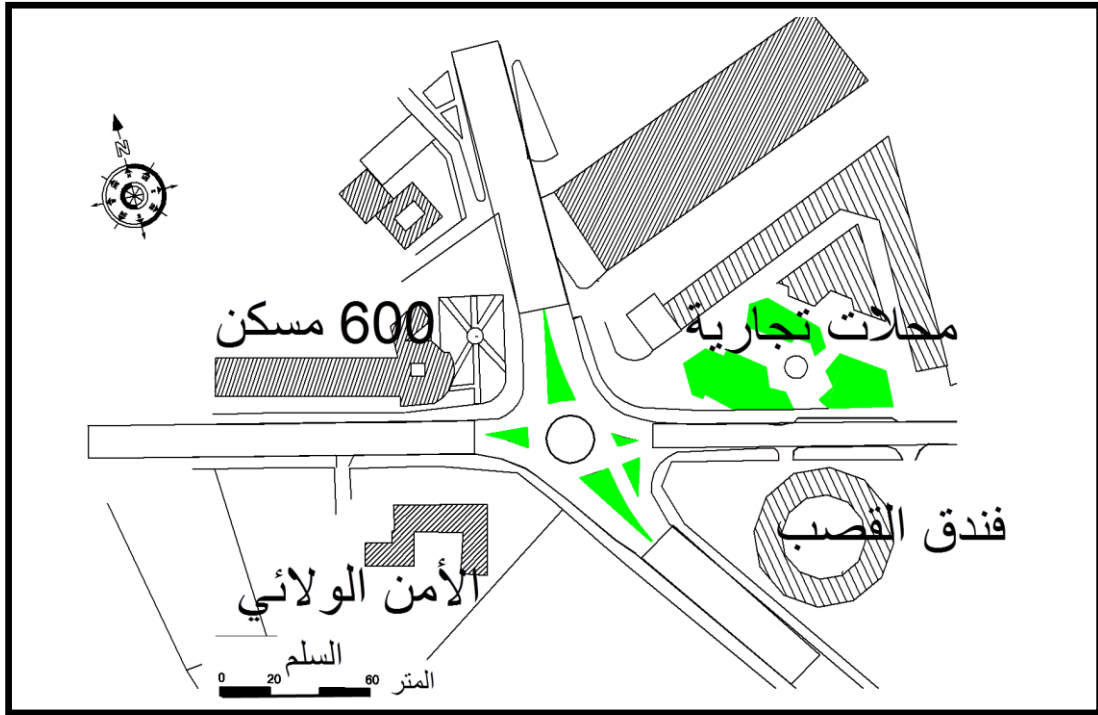 N
600 مسكن
محلات تجارية
فندق القصب
الأمن الولائي
السلم
0 20 60 المتر